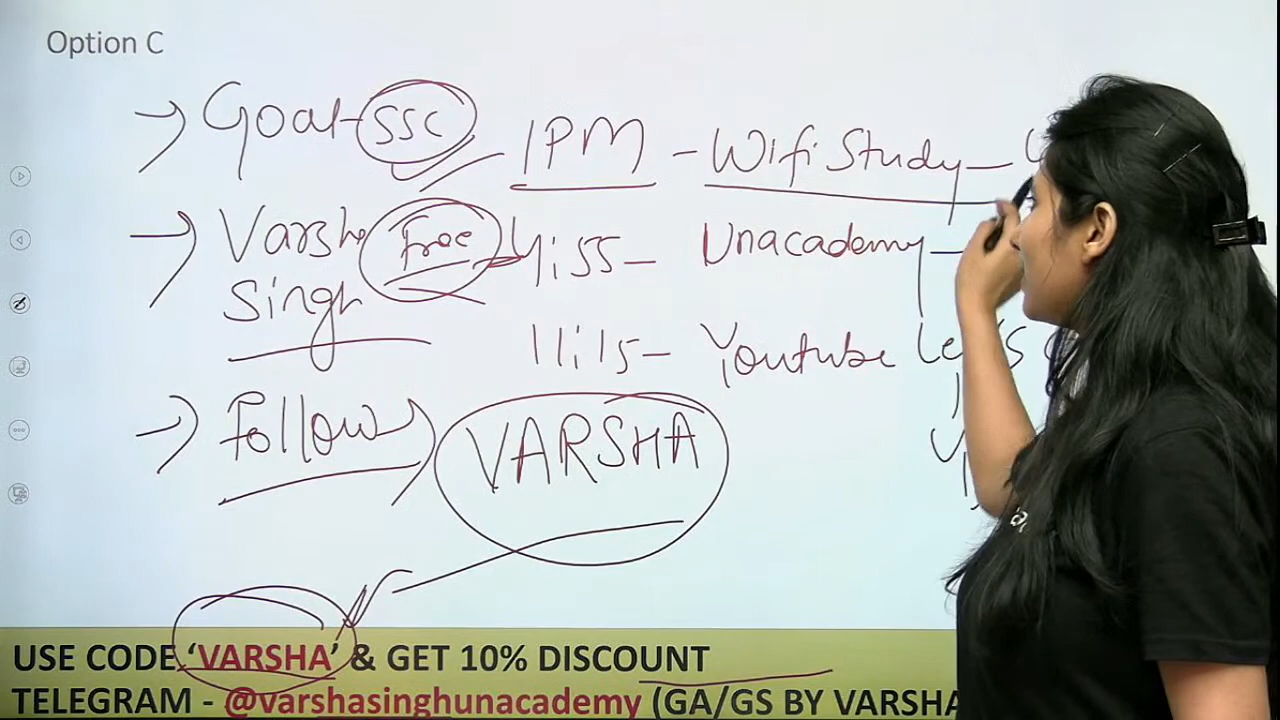 Option C
→ Goal - SSC
1PM - Wifi Study -
→ Varsha Singh
Free
4:55 - Unacademy -
11:15 - Youtube
→ Follow
VARSHA
USE CODE ‘VARSHA’ & GET 10% DISCOUNT
TELEGRAM - @varshasinghunacademy (GA/GS BY VARSHA